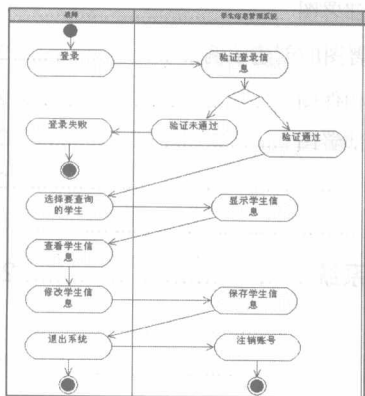 教师 学生信息管理系统
登录
验证登录信
息
登录失败
验证未通过
验证通过
选择要查询
的学生
显示学生信
息
查看学生信
息
修改学生信
息
保存学生信
息
退出系统
注销账号